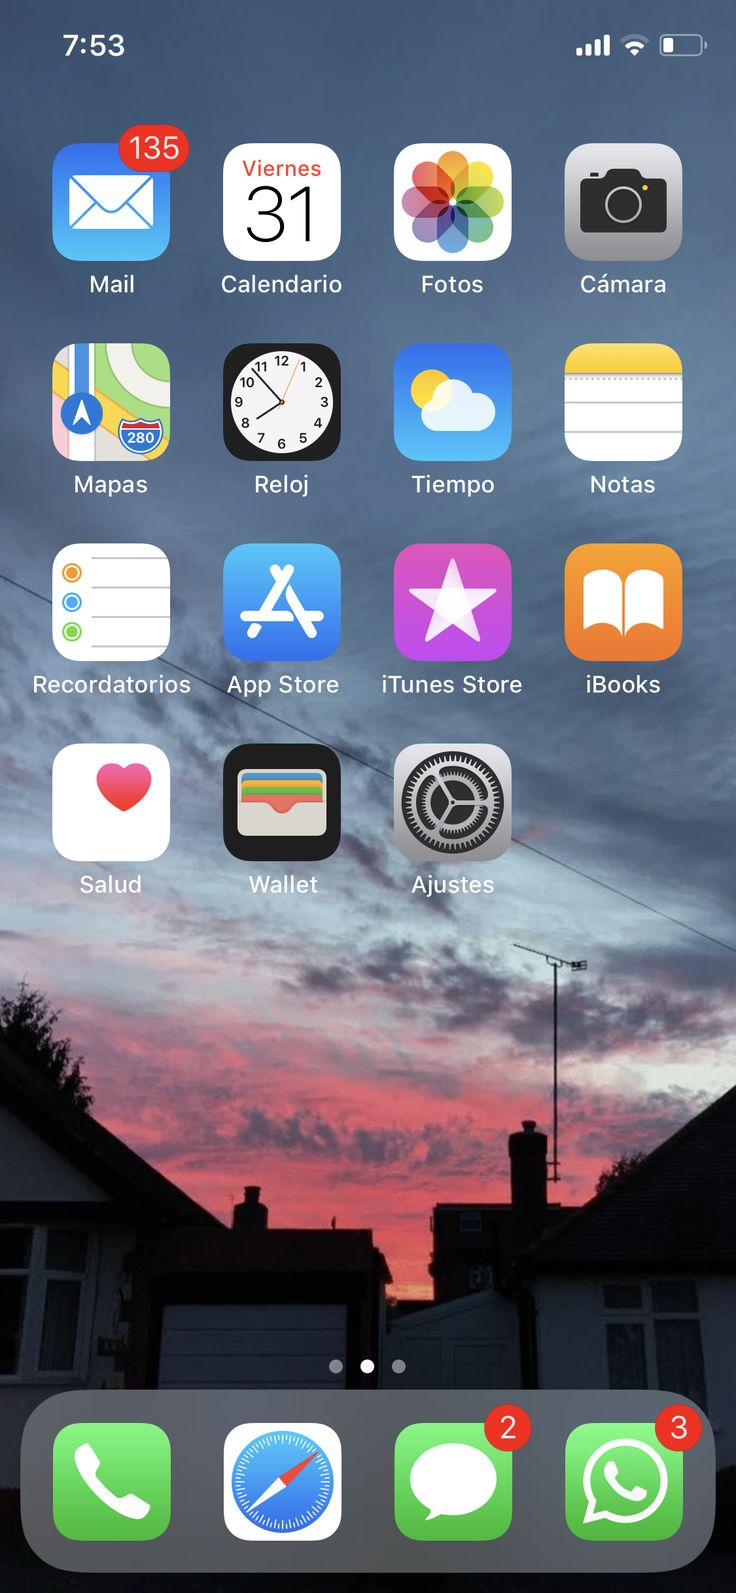 7:53
135
Viernes
31
Mail
Calendario
Fotos
Cámara
12
11
1
10
2
9
3
8
4
7
5
6
280
Mapas
Reloj
Tiempo
Notas
Recordatorios
App Store
iTunes Store
iBooks
Salud
Wallet
Ajustes
2
3